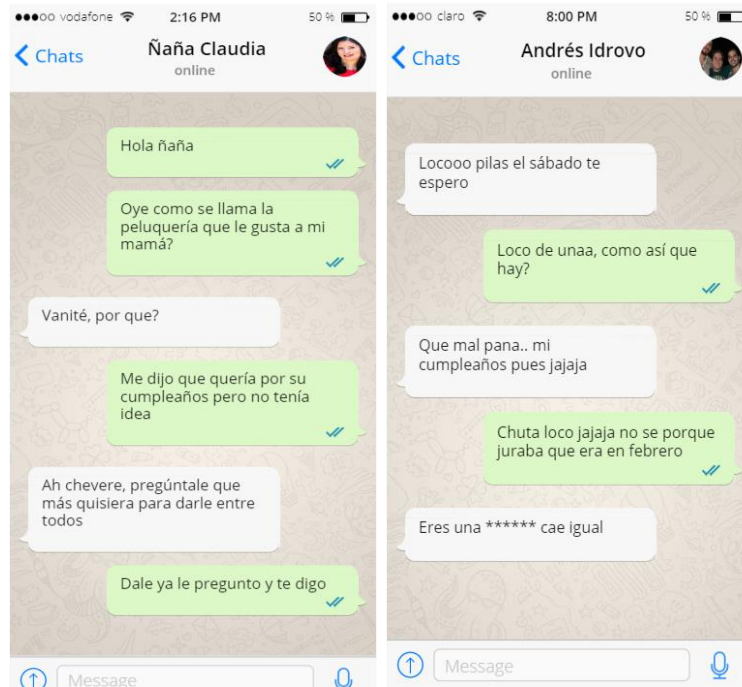 vodafone 2:16 PM 50 %
Chats
Ñaña Claudia
online
Hola ñaña
Oye como se llama la
peluquería que le gusta a mi
mamá?
Vanité, por que?
Me dijo que quería por su
cumpleaños pero no tenía
idea
Ah chevere, pregúntale que
más quisiera para darle entre
todos
Dale ya le pregunto y te digo
Message
claro 8:00 PM 50 %
Chats
Andrés Idrovo
online
Locooo pilas el sábado te
espero
Loco de unaa, como así que
hay?
Que mal pana.. mi
cumpleaños pues jajaja
Chuta loco jajaja no se porque
juraba que era en febrero
Eres una ****** cae igual
Message